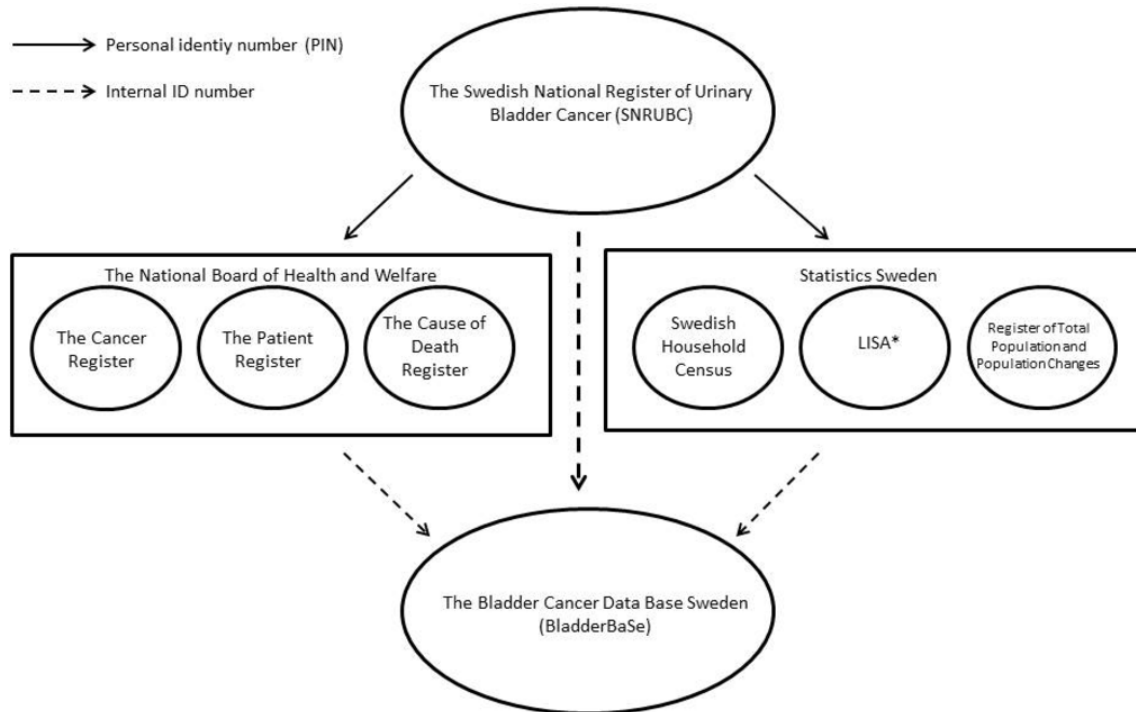 Personal identiy number (PIN)
Internal ID number
The Swedish National Register of Urinary
Bladder Cancer (SNRUBC)
The National Board of Health and Welfare
The Cancer
Register
The Patient
Register
The Cause of
Death
Register
Statistics Sweden
Swedish
Household
Census
LISA*
Register of Total
Population and
Population Changes
The Bladder Cancer Data Base Sweden
(BladderBaSe)